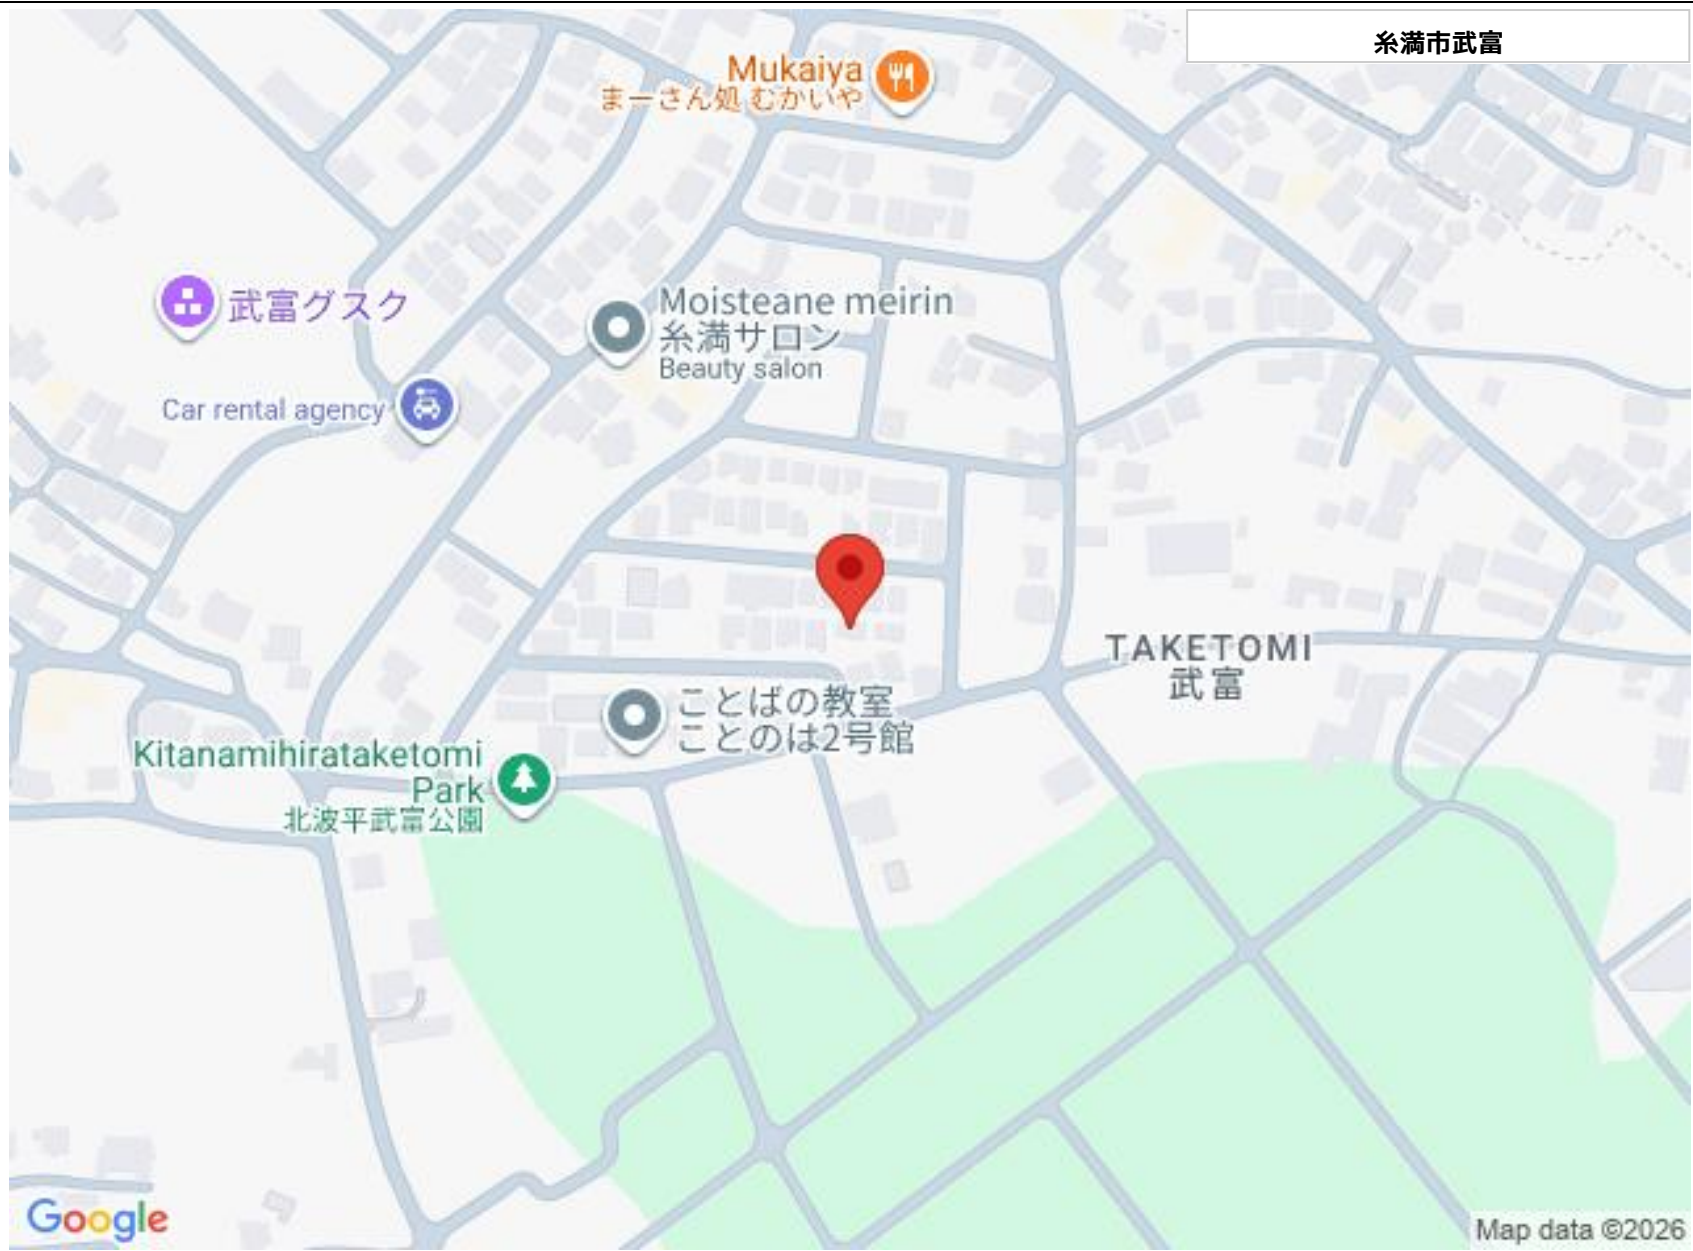 糸満市武富
Mukaiya
まーさん処 むかいや
武富グスク
Moisteane meirin
糸満サロン
Beauty salon
Car rental agency
TAKETOMI
武富
ことばの教室
ことのは2号館
Kitanamihirataketomi
Park
北波平武富公園
Google
Map data ©2026